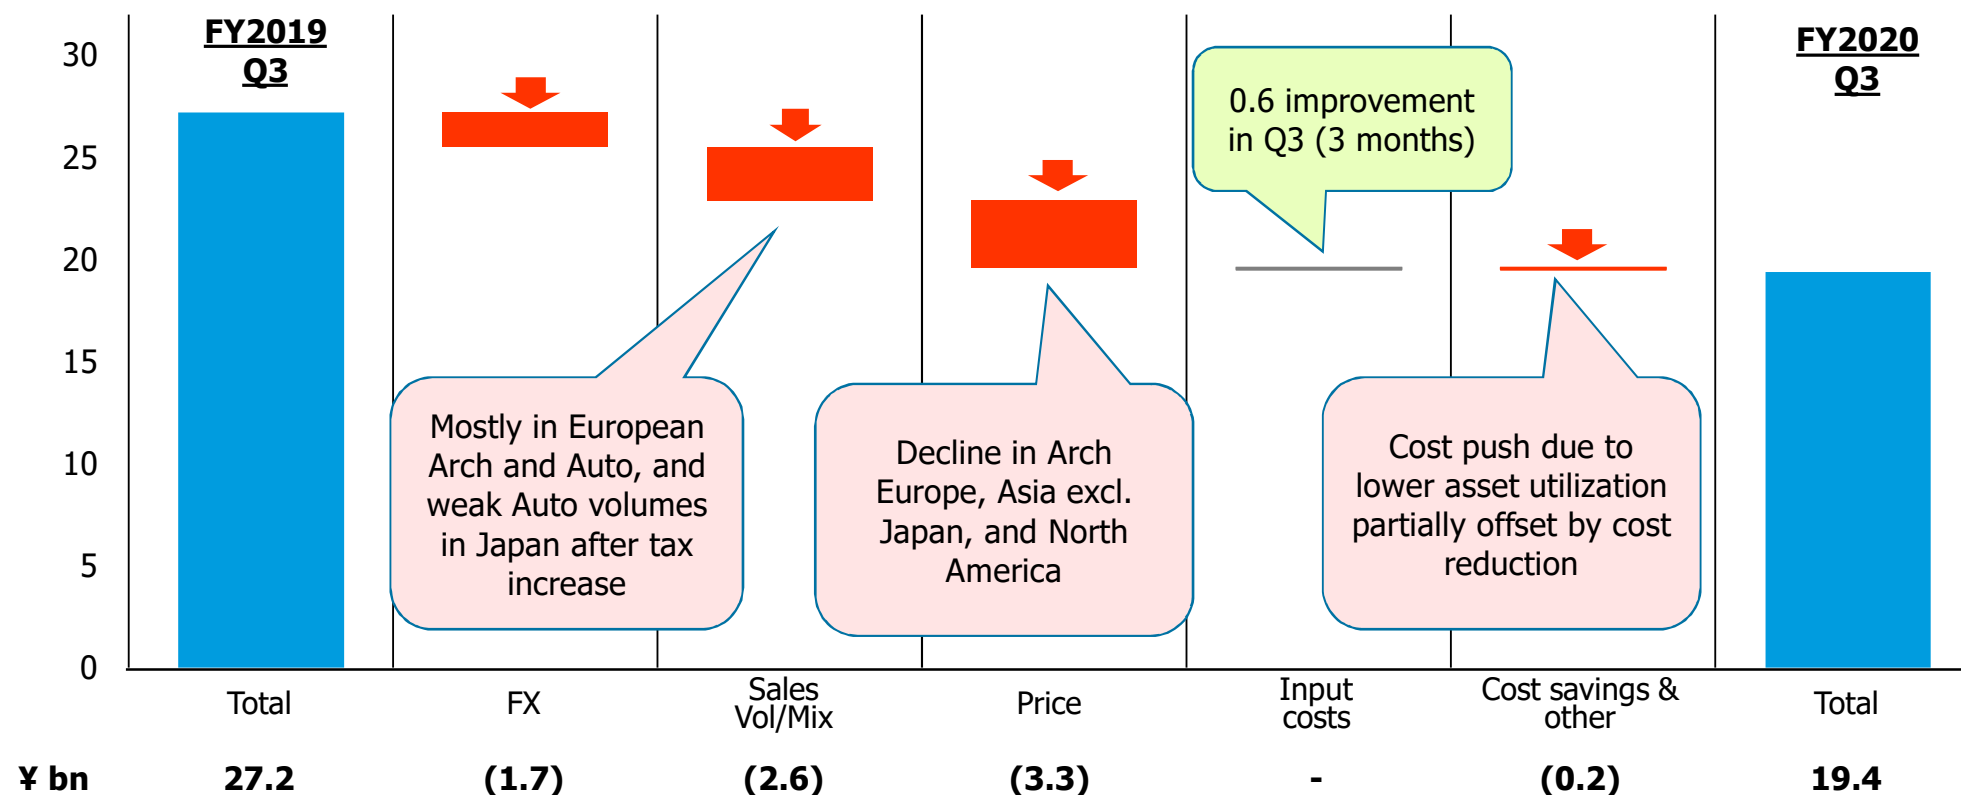 FY2019
Q3
FY2020
Q3
30
25
20
15
10
5
0
0.6 improvement
in Q3 (3 months)
Mostly in European
Arch and Auto, and
weak Auto volumes
in Japan after tax
increase
Decline in Arch
Europe, Asia excl.
Japan, and North
America
Cost push due to
lower asset utilization
partially offset by cost
reduction
Total
FX
Sales
Vol/Mix
Price
Input
costs
Cost savings &
other
Total
¥ bn 27.2 (1.7) (2.6) (3.3) - (0.2) 19.4